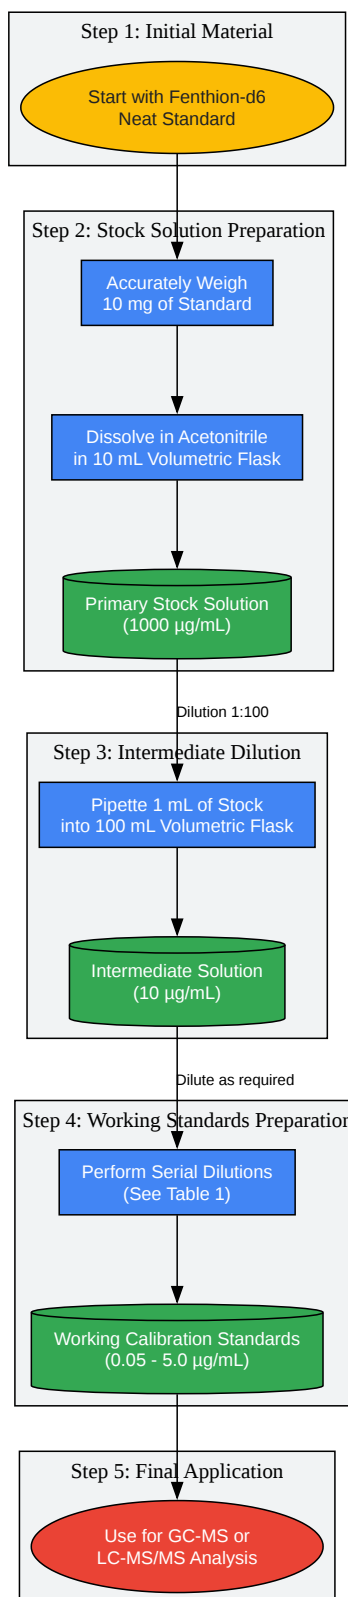 Step 1: Initial Material
Start with Fenthion-d6
Neat Standard
Step 2: Stock Solution Preparation
Accurately Weigh
10 mg of Standard
Dissolve in Acetonitrile
in 10 mL Volumetric Flask
Primary Stock Solution
(1000 µg/mL)
Dilution 1:100
Step 3: Intermediate Dilution
Pipette 1 mL of Stock
into 100 mL Volumetric Flask
Intermediate Solution
(10 µg/mL)
Dilute as required
Step 4: Working Standards Preparation
Perform Serial Dilutions
(See Table 1)
Working Calibration Standards
(0.05 - 5.0 µg/mL)
Step 5: Final Application
Use for GC-MS or
LC-MS/MS Analysis